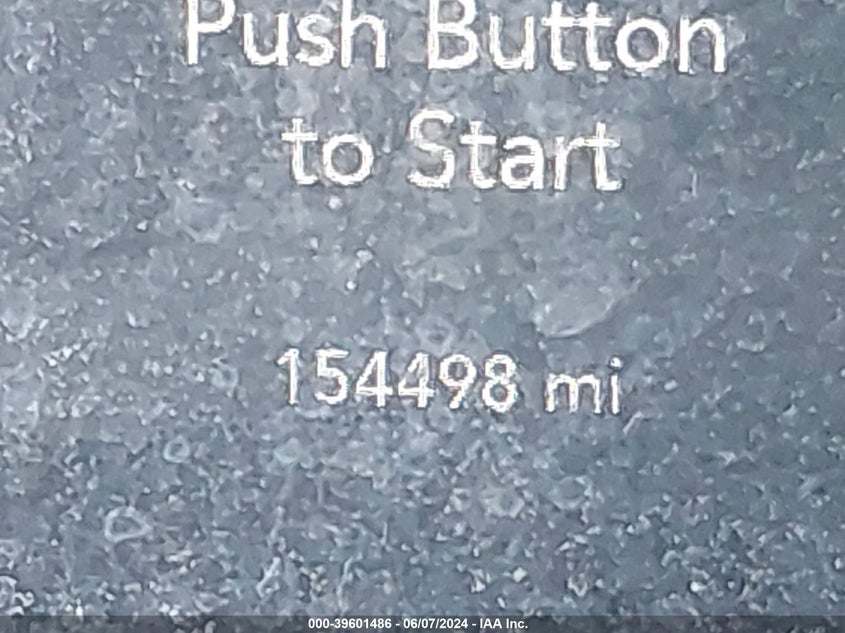 Push Button
to Start
154498 mi
000-39601486 - 06/07/2024 - IAA Inc.